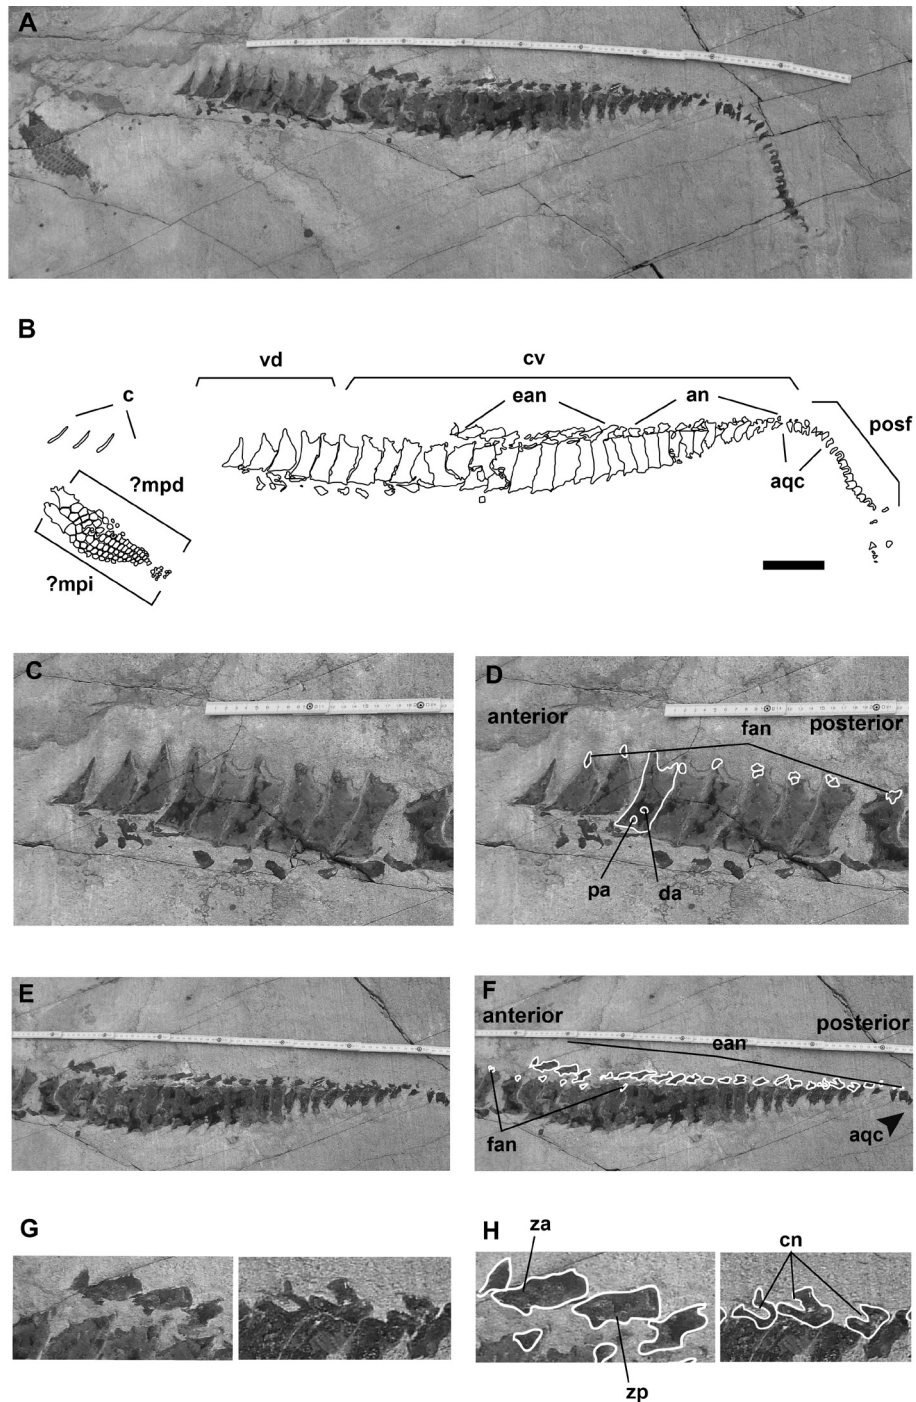 A
B
vd
cv
c
ean
an
posf
?mpd
aqc
?mpi
C
D
anterior
posterior
fan
pa
da
E
F
anterior
posterior
ean
fan
aqc
G
H
za
cn
zp